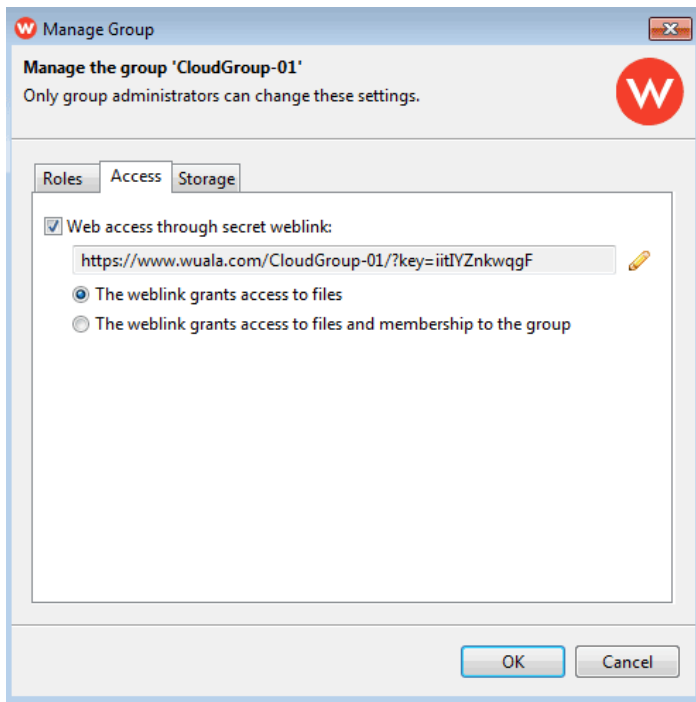 Manage Group
Manage the group 'CloudGroup-01'
Only group administrators can change these settings.
Roles Access Storage
Web access through secret weblink:
https://www.wuala.com/CloudGroup-01/?key=iitIYZnkwqgF
The weblink grants access to files
The weblink grants access to files and membership to the group
OK Cancel